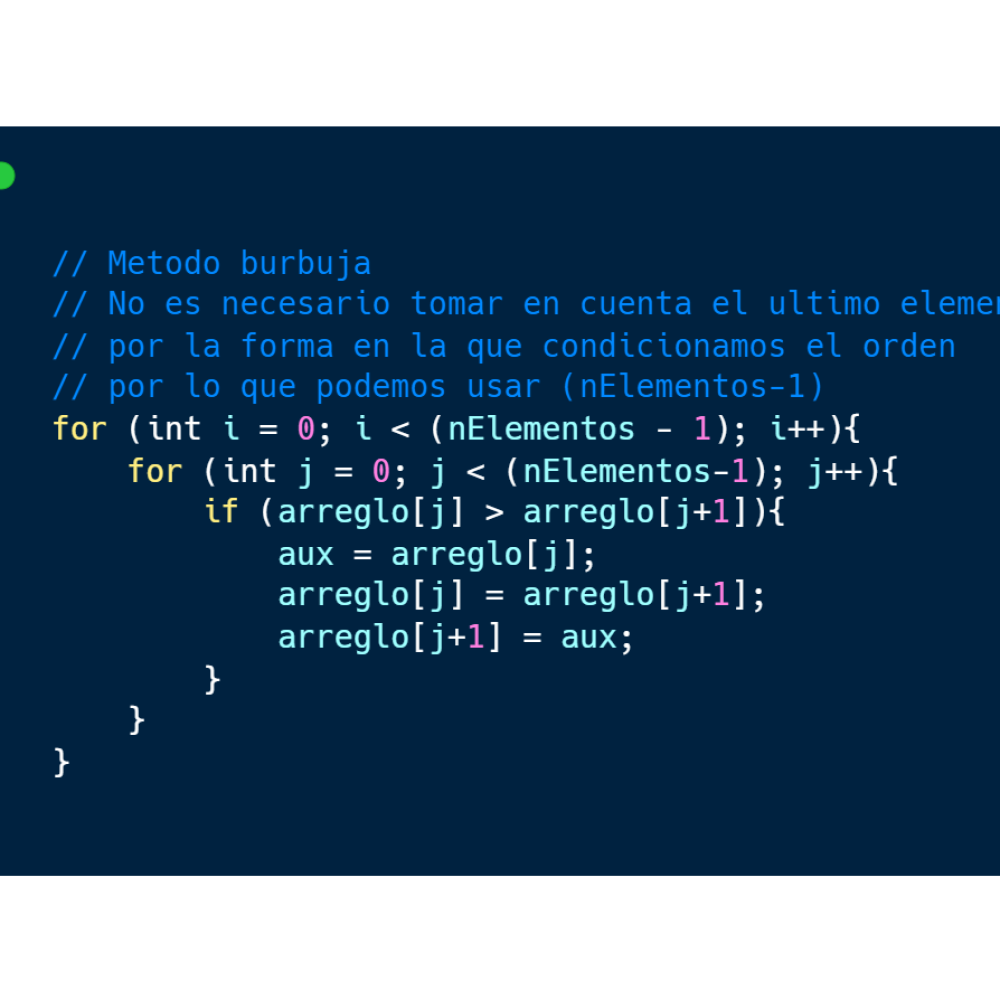 // Metodo burbuja
// No es necesario tomar en cuenta el ultimo
// por la forma en la que condicionamos el orden
// por lo que podemos usar (nElementos-1)
for (int i = 0; i < (nElementos - 1); i++){
    for (int j = 0; j < (nElementos-1); j++){
        if (arreglo[j] > arreglo[j+1]){
            aux = arreglo[j];
            arreglo[j] = arreglo[j+1];
            arreglo[j+1] = aux;
        }
    }
}